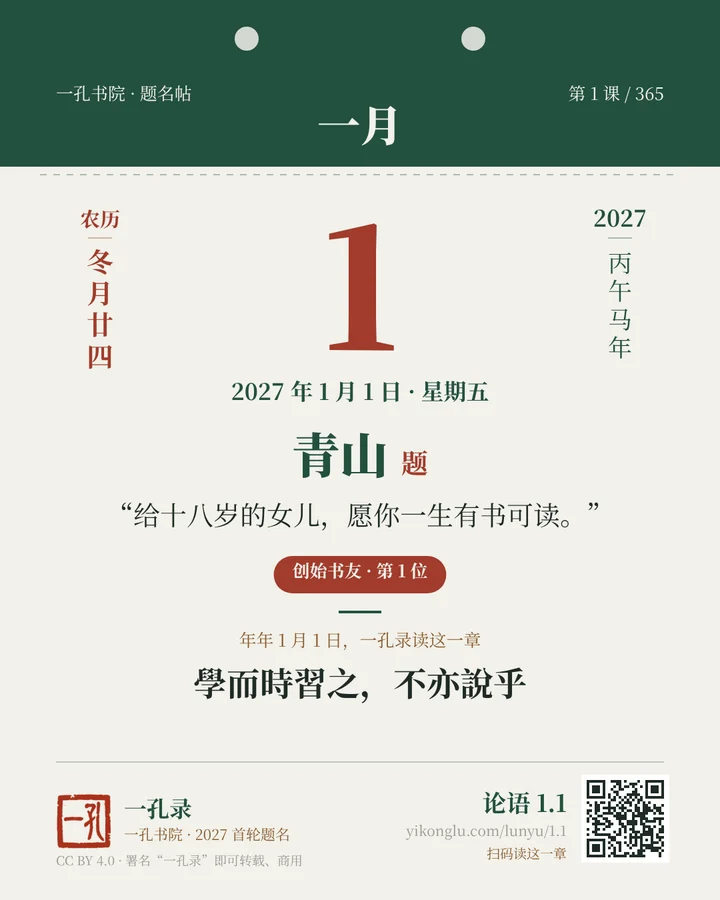 一孔书院 · 题名帖
第 1 课 / 365
一月
农历
冬月廿四
1
2027
丙午马年
2027 年 1 月 1 日 · 星期五
青山 题
“给十八岁的女儿，愿你一生有书可读。”
创始书友 · 第 1 位
年年 1 月 1 日，一孔录读这一章
學而時習之，不亦說乎
一孔
一孔录
一孔书院 · 2027 首轮题名
CC BY 4.0 · 署名“一孔录”即可转载、商用
论语 1.1
yikonglu.com/lunyu/1.1
扫码读这一章